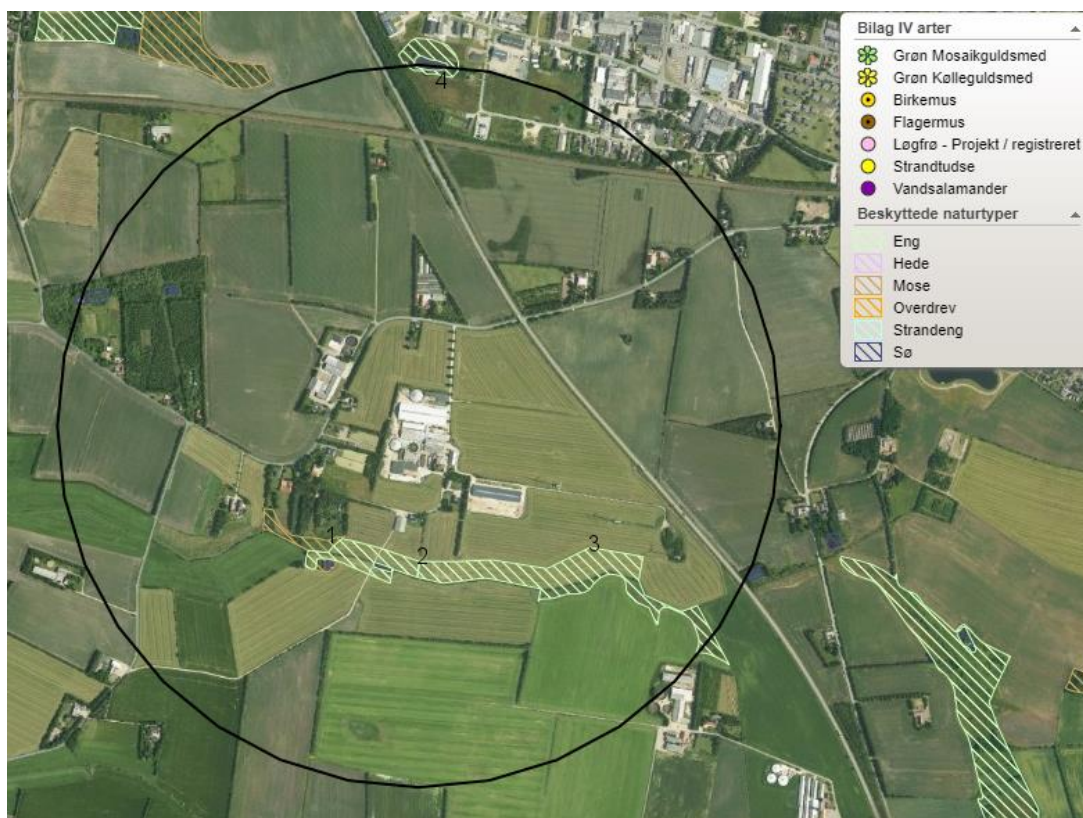 Bilag IV arter
Grøn Mosaikguldsmed
Grøn Kølleguldsmed
Birkemus
Flagermus
Løgfrø - Projekt / registreret
Strandtudse
Vandsalamander
Beskyttede naturtyper
Eng
Hede
Mose
Overdrev
Strandeng
Sø
4
1
2
3